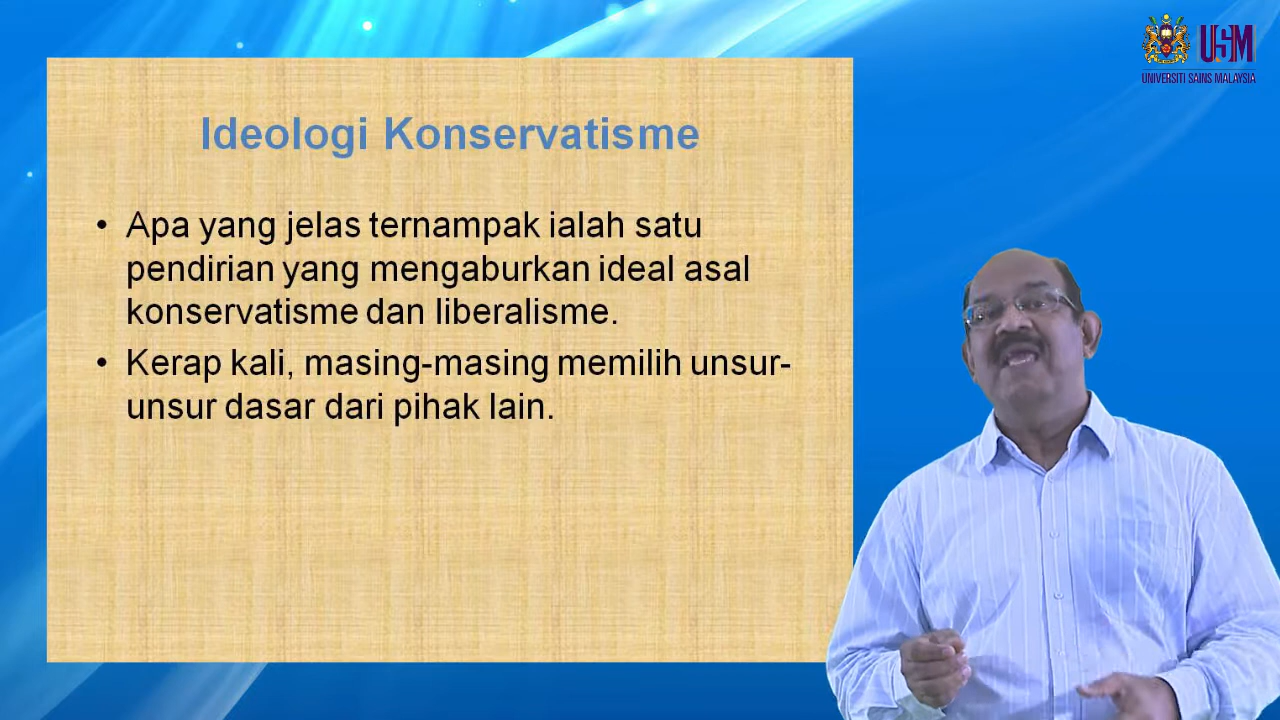 USM
UNIVERSITI SAINS MALAYSIA
Ideologi Konservatisme
• Apa yang jelas ternampak ialah satu
pendirian yang mengaburkan ideal asal
konservatisme dan liberalisme.
• Kerap kali, masing-masing memilih unsur-
unsur dasar dari pihak lain.